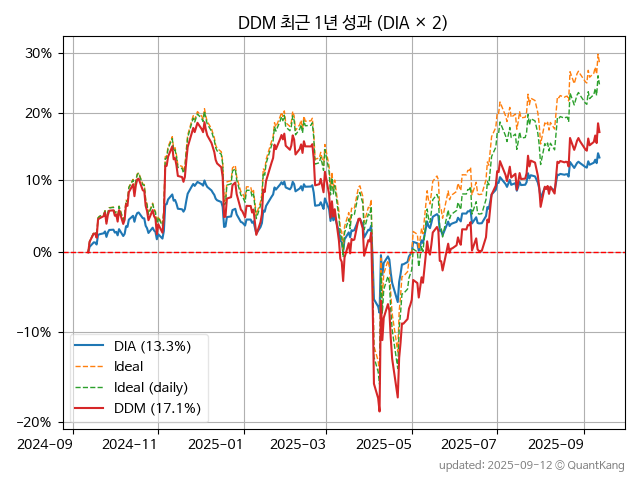 DDM 최근 1년 성과 (DIA × 2)
30%
20%
10%
0%
−10%
−20%
DIA (13.3%)
Ideal
Ideal (daily)
DDM (17.1%)
2024-09
2024-11
2025-01
2025-03
2025-05
2025-07
2025-09
updated: 2025-09-12 © QuantKang